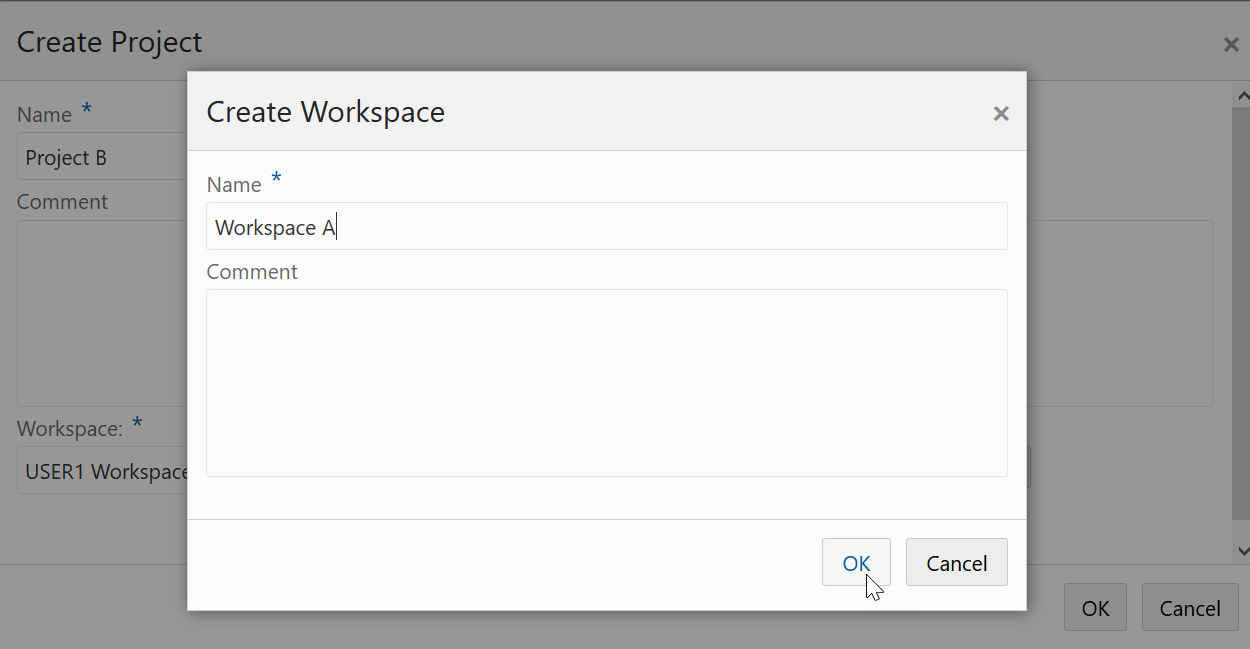 Create Project
Create Workspace
Name *
Project B
Name *
Workspace A
Comment
Comment
Workspace: *
USER1 Workspace
OK
Cancel
OK
Cancel